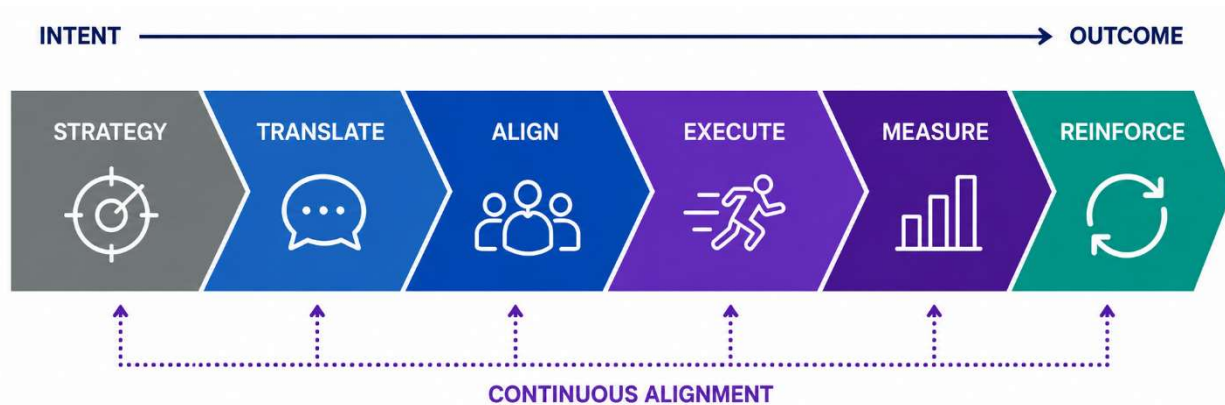 INTENT OUTCOME
STRATEGY TRANSLATE ALIGN EXECUTE MEASURE REINFORCE
CONTINUOUS ALIGNMENT